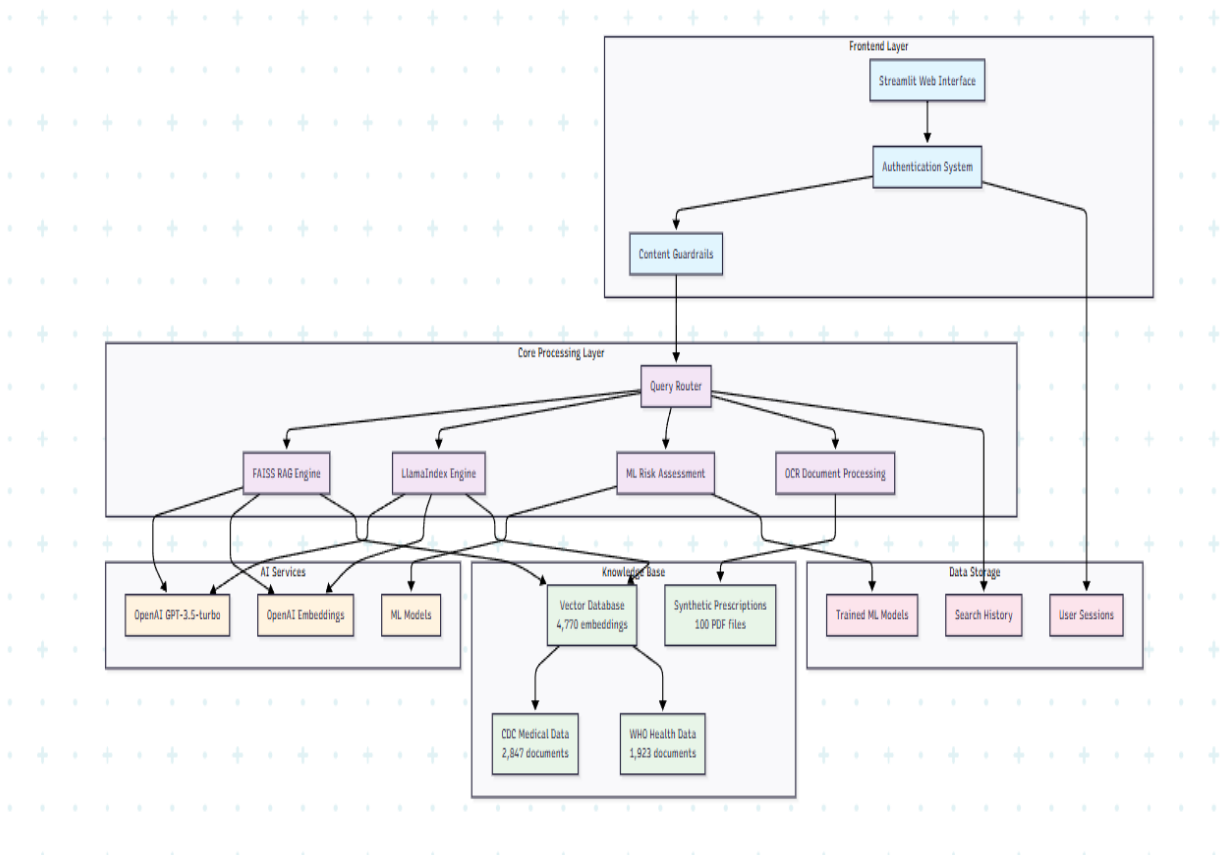 Frontend Layer
Streamlit Web Interface
Authentication System
Content Guardrails
Core Processing Layer
Query Router
FAISS RAG Engine
LlamaIndex Engine
ML Risk Assessment
OCR Document Processing
AI Services
OpenAI GPT-3.5-turbo
OpenAI Embeddings
ML Models
Knowledge Base
Vector Database
4,770 embeddings
Synthetic Prescriptions
100 PDF files
CDC Medical Data
2,847 documents
WHO Health Data
1,923 documents
Data Storage
Trained ML Models
Search History
User Sessions